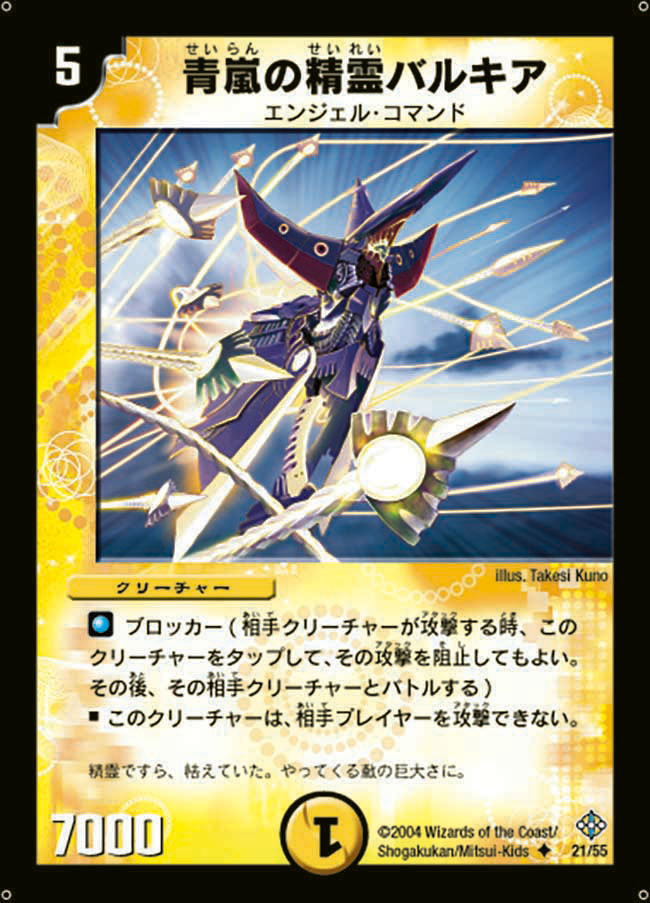 5
せいらん せいれい
青嵐の精霊バルキア
エンジェル・コマンド
illus. Takesi Kuno
クリーチャー
ブロッカー(相手クリーチャーが攻撃する時、この
クリーチャーをタップして、その攻撃を阻止してもよい。
その後、その相手クリーチャーとバトルする)
■ このクリーチャーは、相手プレイヤーを攻撃できない。
精霊ですら、怯えていた。やってくる敵の巨大さに。
7000
1
©2004 Wizards of the Coast/
Shogakukan/Mitsui-Kids
21/55